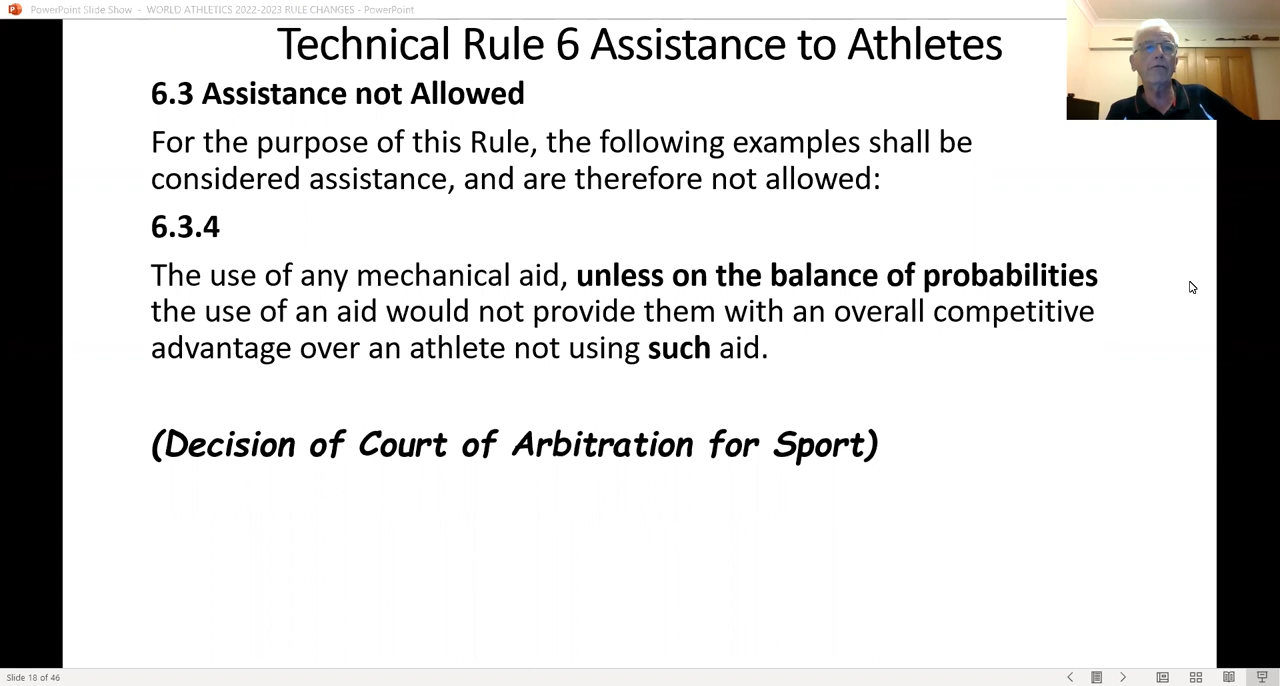 PowerPoint Slide Show - WORLD ATHLETICS 2022-2023 RULE CHANGES - PowerPoint
Technical Rule 6 Assistance to Athletes
6.3 Assistance not Allowed
For the purpose of this Rule, the following examples shall be
considered assistance, and are therefore not allowed:
6.3.4
The use of any mechanical aid, unless on the balance of probabilities
the use of an aid would not provide them with an overall competitive
advantage over an athlete not using such aid.
(Decision of Court of Arbitration for Sport)
Slide 18 of 46